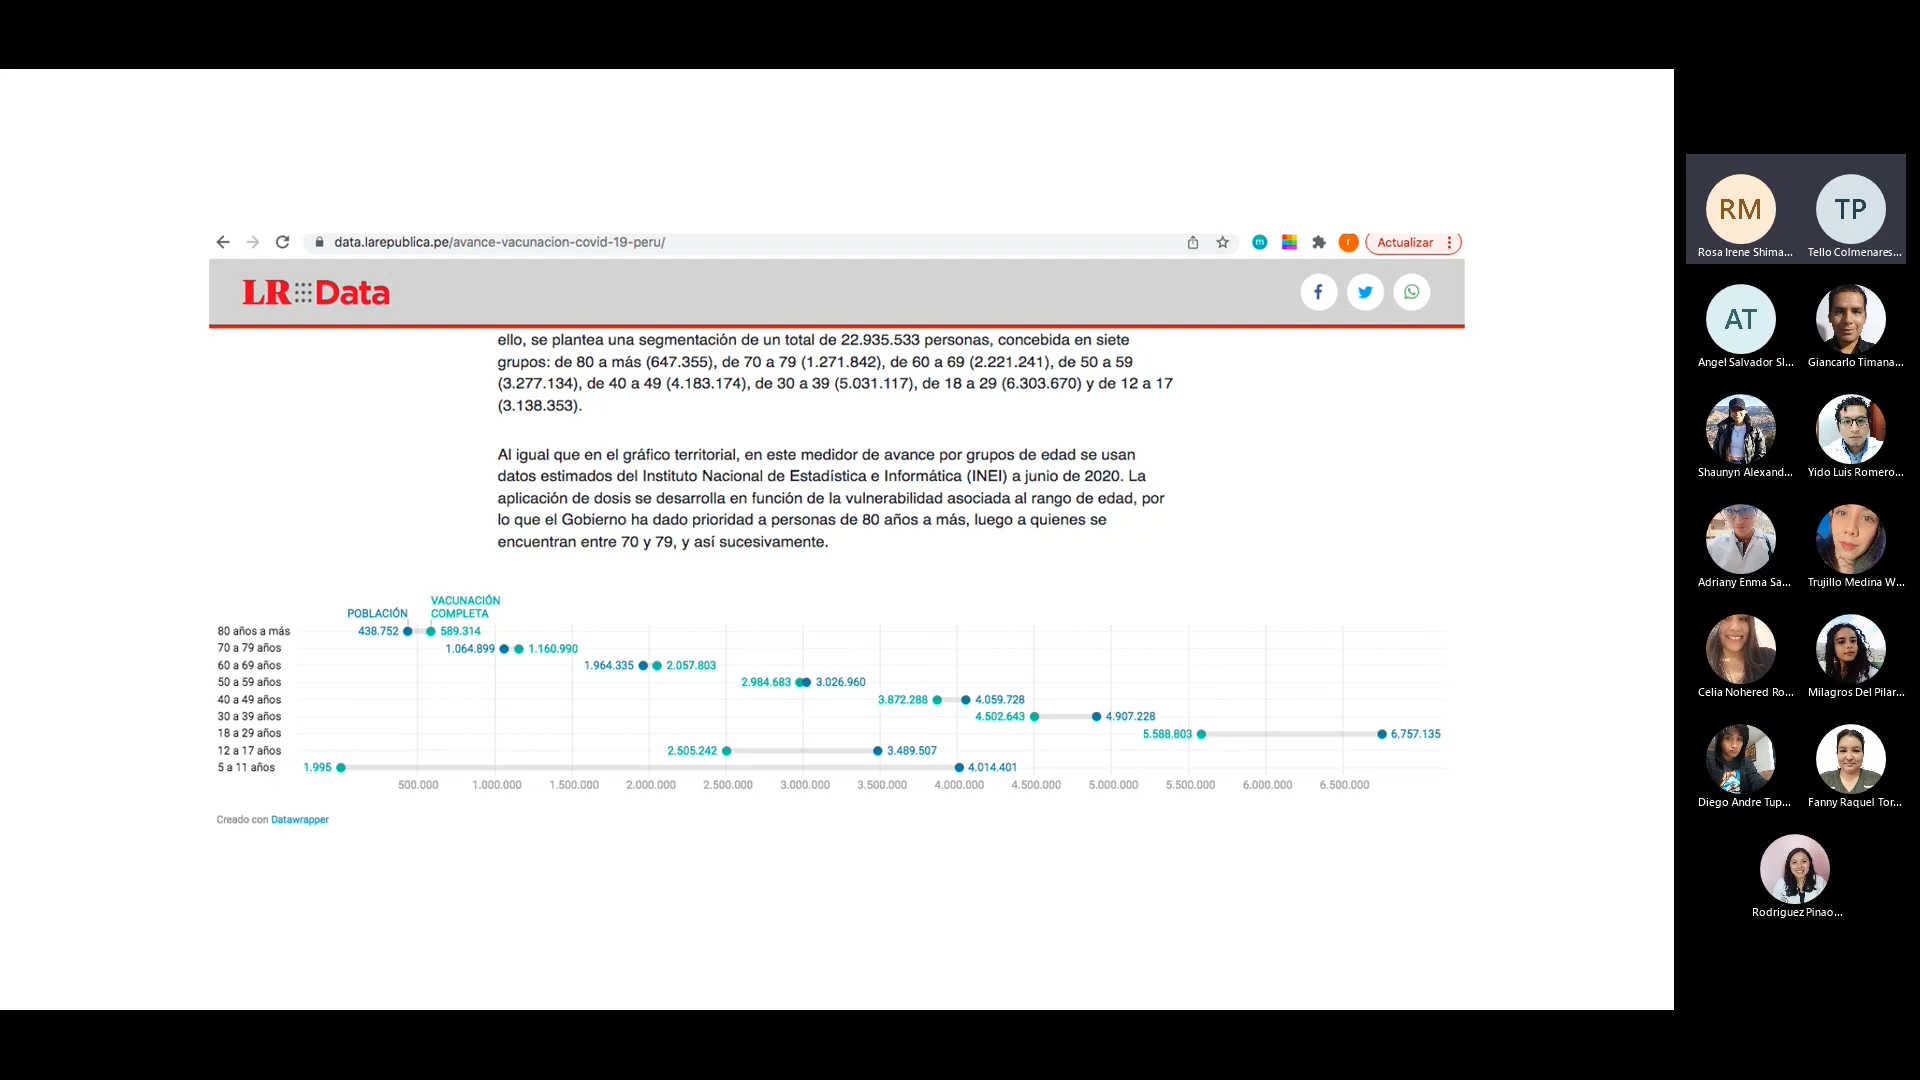 data.larepublica.pe/avance-vacunacion-covid-19-peru/
m
r
Actualizar
LR Data
ello, se plantea una segmentación de un total de 22.935.533 personas, concebida en siete
grupos: de 80 a más (647.355), de 70 a 79 (1.271.842), de 60 a 69 (2.221.241), de 50 a 59
(3.277.134), de 40 a 49 (4.183.174), de 30 a 39 (5.031.117), de 18 a 29 (6.303.670) y de 12 a 17
(3.138.353).
Al igual que en el gráfico territorial, en este medidor de avance por grupos de edad se usan
datos estimados del Instituto Nacional de Estadística e Informática (INEI) a junio de 2020. La
aplicación de dosis se desarrolla en función de la vulnerabilidad asociada al rango de edad, por
lo que el Gobierno ha dado prioridad a personas de 80 años a más, luego a quienes se
encuentran entre 70 y 79, y así sucesivamente.
POBLACIÓN
VACUNACIÓN
COMPLETA
80 años a más 438.752 589.314
70 a 79 años 1.064.899 1.160.990
60 a 69 años 1.964.335 2.057.803
50 a 59 años 2.984.683 3.026.960
40 a 49 años 3.872.288 4.059.728
30 a 39 años 4.502.643 4.907.228
18 a 29 años 5.588.803 6.757.135
12 a 17 años 2.505.242 3.489.507
5 a 11 años 1.995 4.014.401
500.000 1.000.000 1.500.000 2.000.000 2.500.000 3.000.000 3.500.000 4.000.000 4.500.000 5.000.000 5.500.000 6.000.000 6.500.000
Creado con Datawrapper
RM
TP
Rosa Irene Shima...
Tello Colmenares...
AT
Angel Salvador Sl...
Giancarlo Timana...
Shaunyn Alexand...
Yido Luis Romero...
Adriany Enma Sa...
Trujillo Medina W...
Celia Nohered Ro...
Milagros Del Pilar...
Diego Andre Tup...
Fanny Raquel Tor...
Rodriguez Pinao...